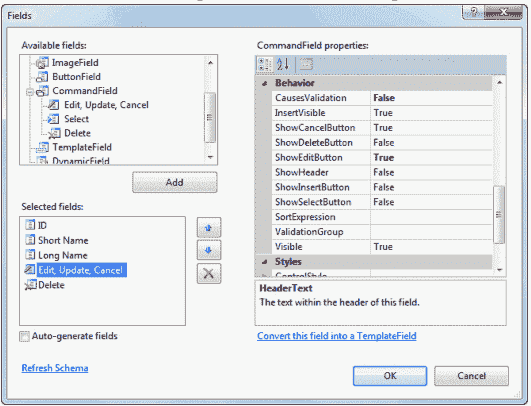 Fields
Available fields:
ImageField
ButtonField
CommandField
Edit, Update, Cancel
Select
Delete
TemplateField
DynamicField
Add
Selected fields:
ID
Short Name
Long Name
Edit, Update, Cancel
Delete
Auto-generate fields
Refresh Schema
CommandField properties:
Behavior
CausesValidation False
InsertVisible True
ShowCancelButton True
ShowDeleteButton False
ShowEditButton True
ShowHeader False
ShowInsertButton False
ShowSelectButton False
SortExpression
ValidationGroup
Visible True
Styles
ControlStyle
HeaderText
The text within the header of this field.
Convert this field into a TemplateField
OK Cancel